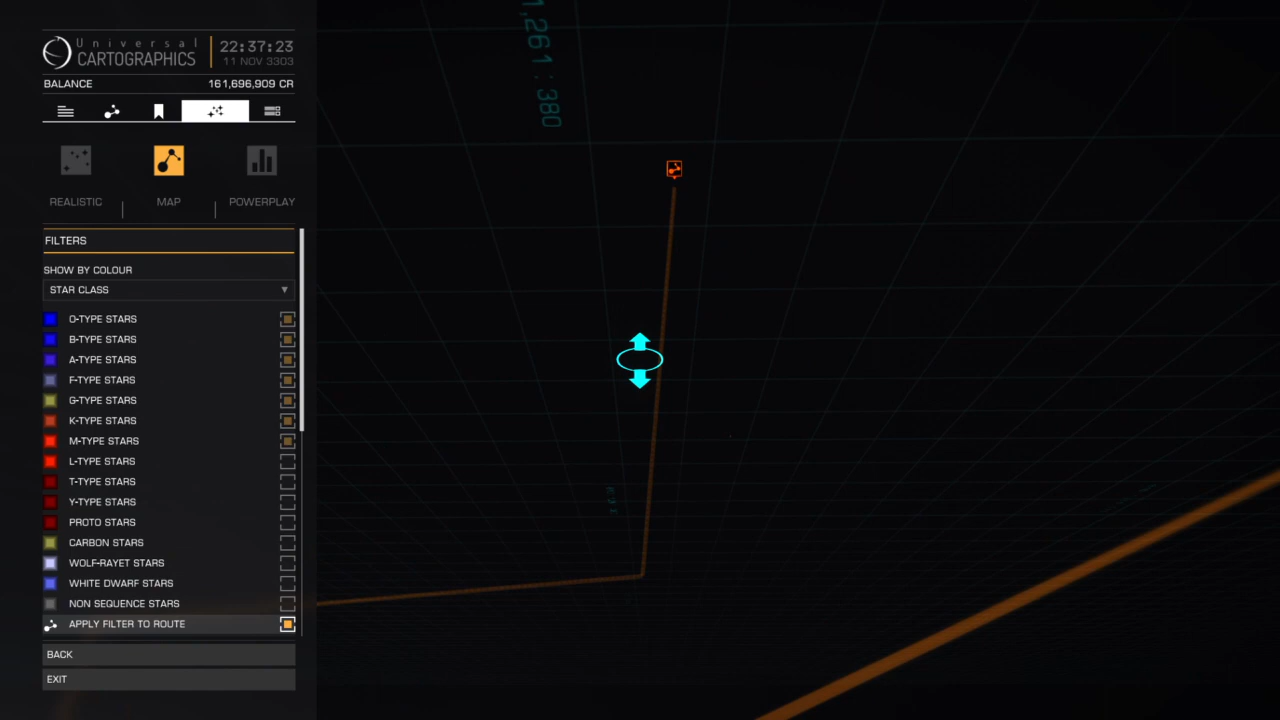 Universal
CARTOGRAPHICS
22:37:23
11 NOV 3303
BALANCE 161,696,909 CR
REALISTIC MAP POWERPLAY
FILTERS
SHOW BY COLOUR
STAR CLASS
O-TYPE STARS
B-TYPE STARS
A-TYPE STARS
F-TYPE STARS
G-TYPE STARS
K-TYPE STARS
M-TYPE STARS
L-TYPE STARS
T-TYPE STARS
Y-TYPE STARS
PROTO STARS
CARBON STARS
WOLF-RAYET STARS
WHITE DWARF STARS
NON SEQUENCE STARS
APPLY FILTER TO ROUTE
BACK
EXIT
,261 : 380